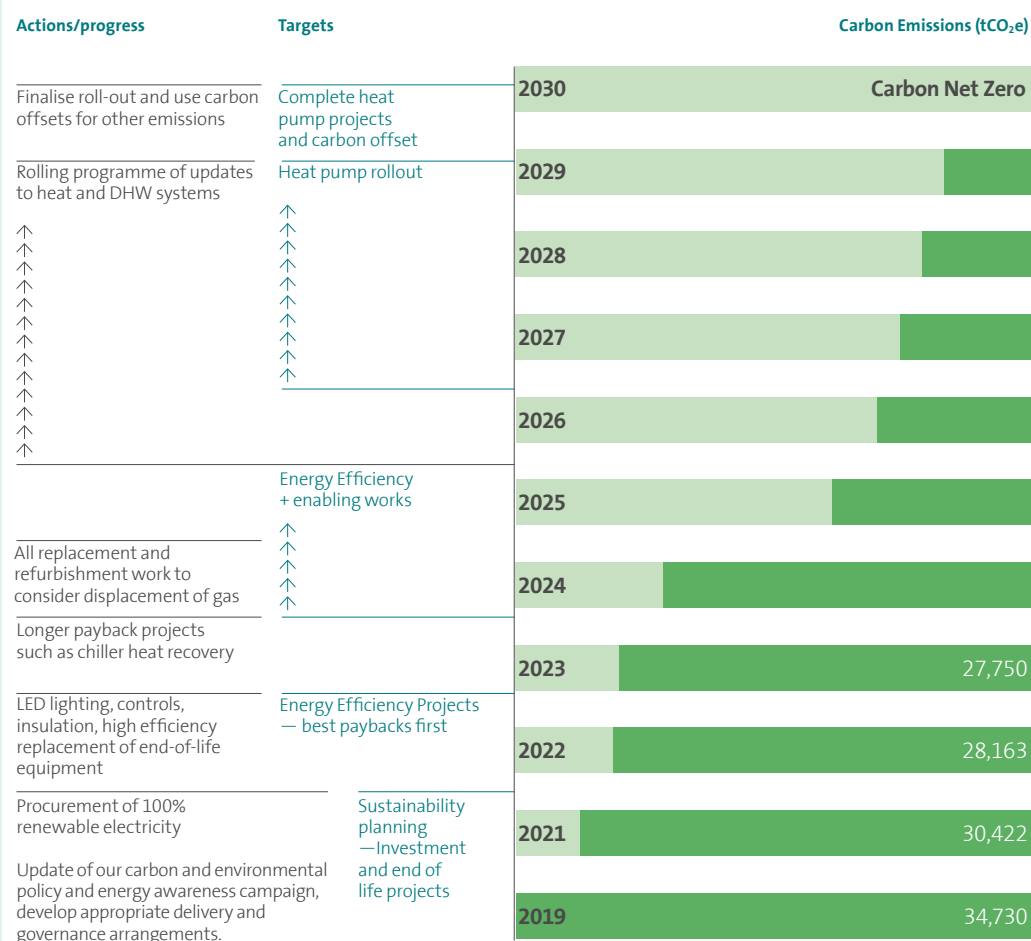 Actions/progress
Targets
Carbon Emissions (tCO₂e)
Finalise roll-out and use carbon
offsets for other emissions
Complete heat
pump projects
and carbon offset
2030
Carbon Net Zero
Rolling programme of updates
to heat and DHW systems
Heat pump rollout
2029
2028
2027
2026
Energy Efficiency
+ enabling works
2025
All replacement and
refurbishment work to
consider displacement of gas
2024
Longer payback projects
such as chiller heat recovery
2023
27,750
LED lighting, controls,
insulation, high efficiency
replacement of end-of-life
equipment
Energy Efficiency Projects
— best paybacks first
2022
28,163
Procurement of 100%
renewable electricity
Sustainability
planning
—Investment
and end of
life projects
2021
30,422
Update of our carbon and environmental
policy and energy awareness campaign,
develop appropriate delivery and
governance arrangements.
2019
34,730